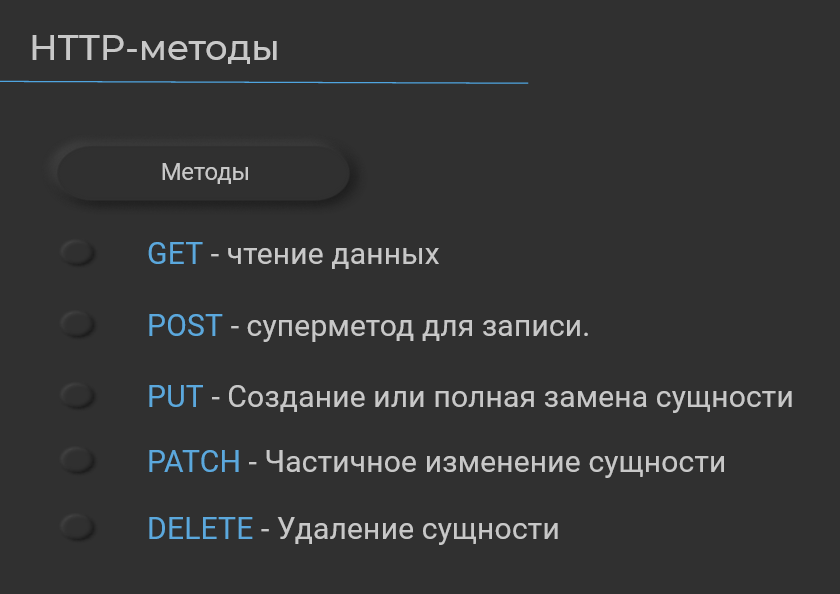 HTTP-методы
Методы
GET - чтение данных
POST - суперметод для записи.
PUT - Создание или полная замена сущности
PATCH - Частичное изменение сущности
DELETE - Удаление сущности